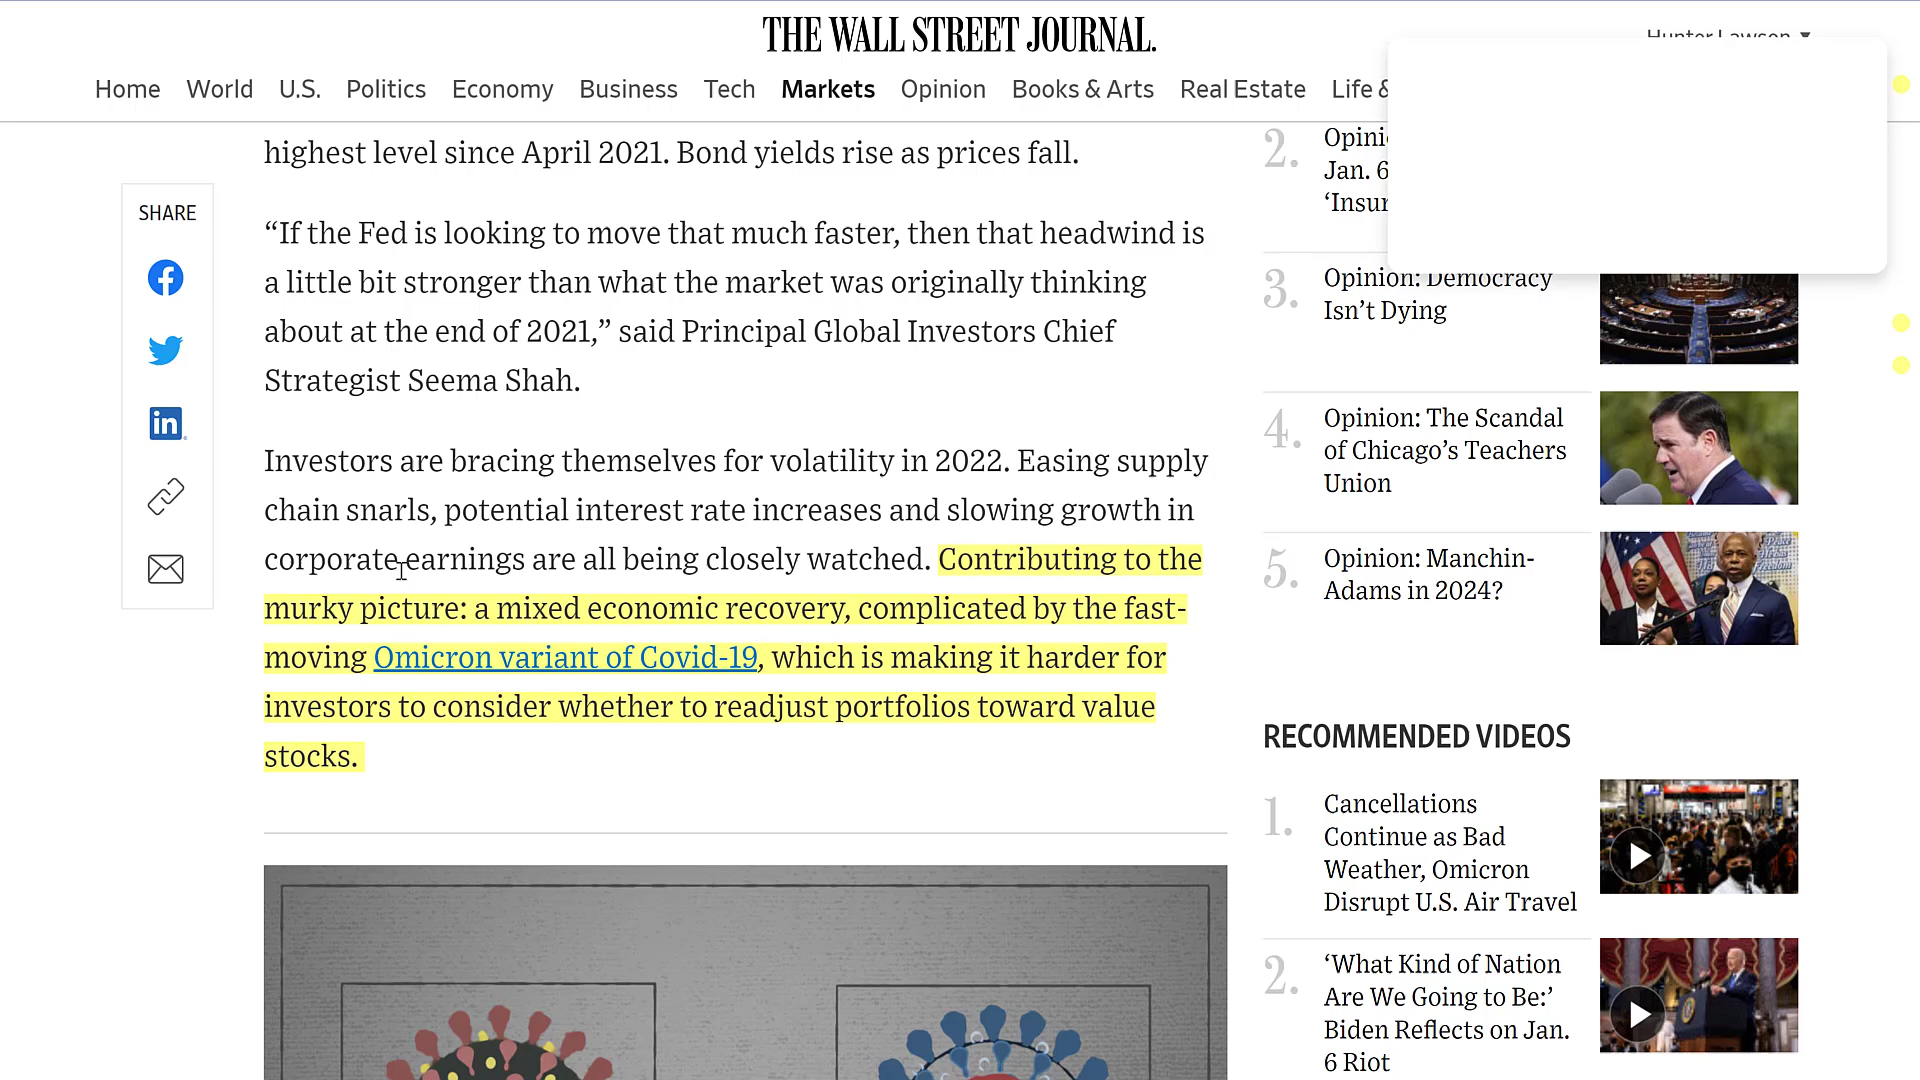 THE WALL STREET JOURNAL.
Home World U.S. Politics Economy Business Tech Markets Opinion Books & Arts Real Estate Life &
SHARE
highest level since April 2021. Bond yields rise as prices fall.
“If the Fed is looking to move that much faster, then that headwind is
a little bit stronger than what the market was originally thinking
about at the end of 2021,” said Principal Global Investors Chief
Strategist Seema Shah.
Investors are bracing themselves for volatility in 2022. Easing supply
chain snarls, potential interest rate increases and slowing growth in
corporate earnings are all being closely watched. Contributing to the
murky picture: a mixed economic recovery, complicated by the fast-
moving Omicron variant of Covid-19, which is making it harder for
investors to consider whether to readjust portfolios toward value
stocks.
2.
Jan. 6
3. Opinion: Democracy
Isn’t Dying
4. Opinion: The Scandal
of Chicago’s Teachers
Union
5. Opinion: Manchin-
Adams in 2024?
RECOMMENDED VIDEOS
1. Cancellations
Continue as Bad
Weather, Omicron
Disrupt U.S. Air Travel
2. ‘What Kind of Nation
Are We Going to Be:’
Biden Reflects on Jan.
6 Riot